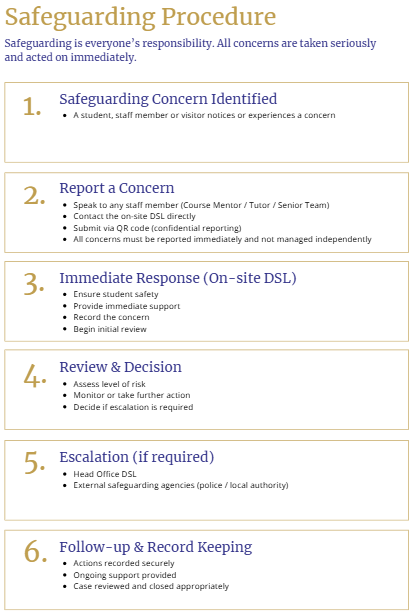 Safeguarding Procedure
Safeguarding is everyone's responsibility. All concerns are taken seriously
and acted on immediately.
1.
Safeguarding Concern Identified
• A student, staff member or visitor notices or experiences a concern
2.
Report a Concern
• Speak to any staff member (Course Mentor / Tutor / Senior Team)
• Contact the on-site DSL directly
• Submit via QR code (confidential reporting)
• All concerns must be reported immediately and not managed independently
3.
Immediate Response (On-site DSL)
• Ensure student safety
• Provide immediate support
• Record the concern
• Begin initial review
4.
Review & Decision
• Assess level of risk
• Monitor or take further action
• Decide if escalation is required
5.
Escalation (if required)
• Head Office DSL
• External safeguarding agencies (police / local authority)
6.
Follow-up & Record Keeping
• Actions recorded securely
• Ongoing support provided
• Case reviewed and closed appropriately